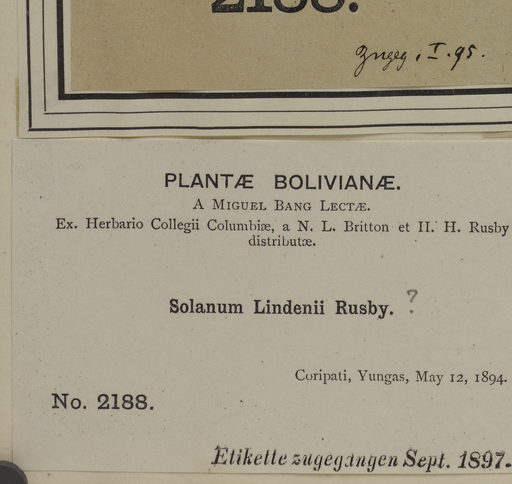 2188.
Zugeg. I. 95.
PLANTÆ BOLIVIANÆ.
A MIGUEL BANG LECTÆ.
Ex. Herbario Collegii Columbiæ, a N. L. Britton et H. H. Rusby
distributæ.
Solanum Lindenii Rusby. ?
Coripati, Yungas, May 12, 1894.
No. 2188.
Etikette zugegangen Sept. 1897.